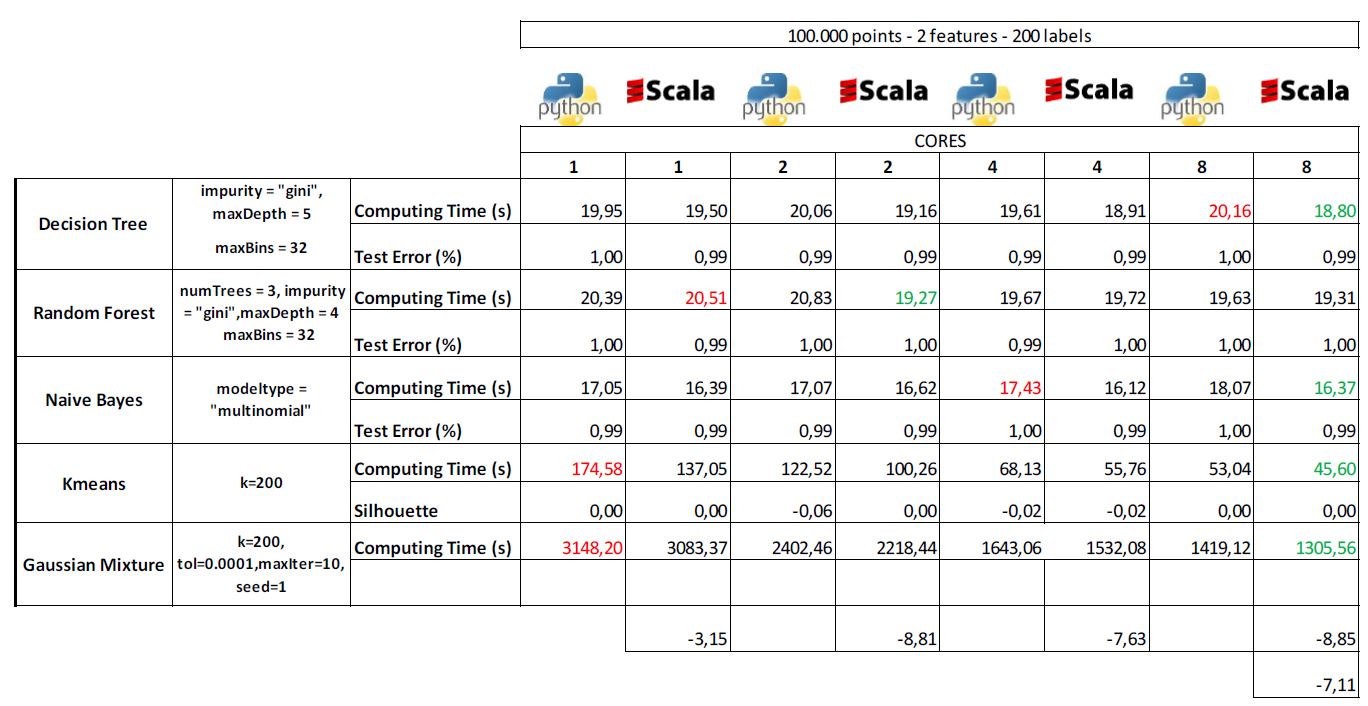 100.000 points - 2 features - 200 labels
python Scala python Scala python Scala python Scala
CORES
1 1 2 2 4 4 8 8
Decision Tree
impurity = "gini",
maxDepth = 5
maxBins = 32
Computing Time (s) 19,95 19,50 20,06 19,16 19,61 18,91 20,16 18,80
Test Error (%) 1,00 0,99 0,99 0,99 0,99 0,99 1,00 0,99
Random Forest
numTrees = 3, impurity
= "gini",maxDepth = 4
maxBins = 32
Computing Time (s) 20,39 20,51 20,83 19,27 19,67 19,72 19,63 19,31
Test Error (%) 1,00 0,99 1,00 1,00 0,99 1,00 1,00 1,00
Naive Bayes
modeltype =
"multinomial"
Computing Time (s) 17,05 16,39 17,07 16,62 17,43 16,12 18,07 16,37
Test Error (%) 0,99 0,99 0,99 0,99 1,00 0,99 1,00 0,99
Kmeans
k=200
Computing Time (s) 174,58 137,05 122,52 100,26 68,13 55,76 53,04 45,60
Silhouette 0,00 0,00 -0,06 0,00 -0,02 -0,02 0,00 0,00
Gaussian Mixture
k=200,
tol=0.0001,maxIter=10,
seed=1
Computing Time (s) 3148,20 3083,37 2402,46 2218,44 1643,06 1532,08 1419,12 1305,56
-3,15 -8,81 -7,63 -8,85
-7,11